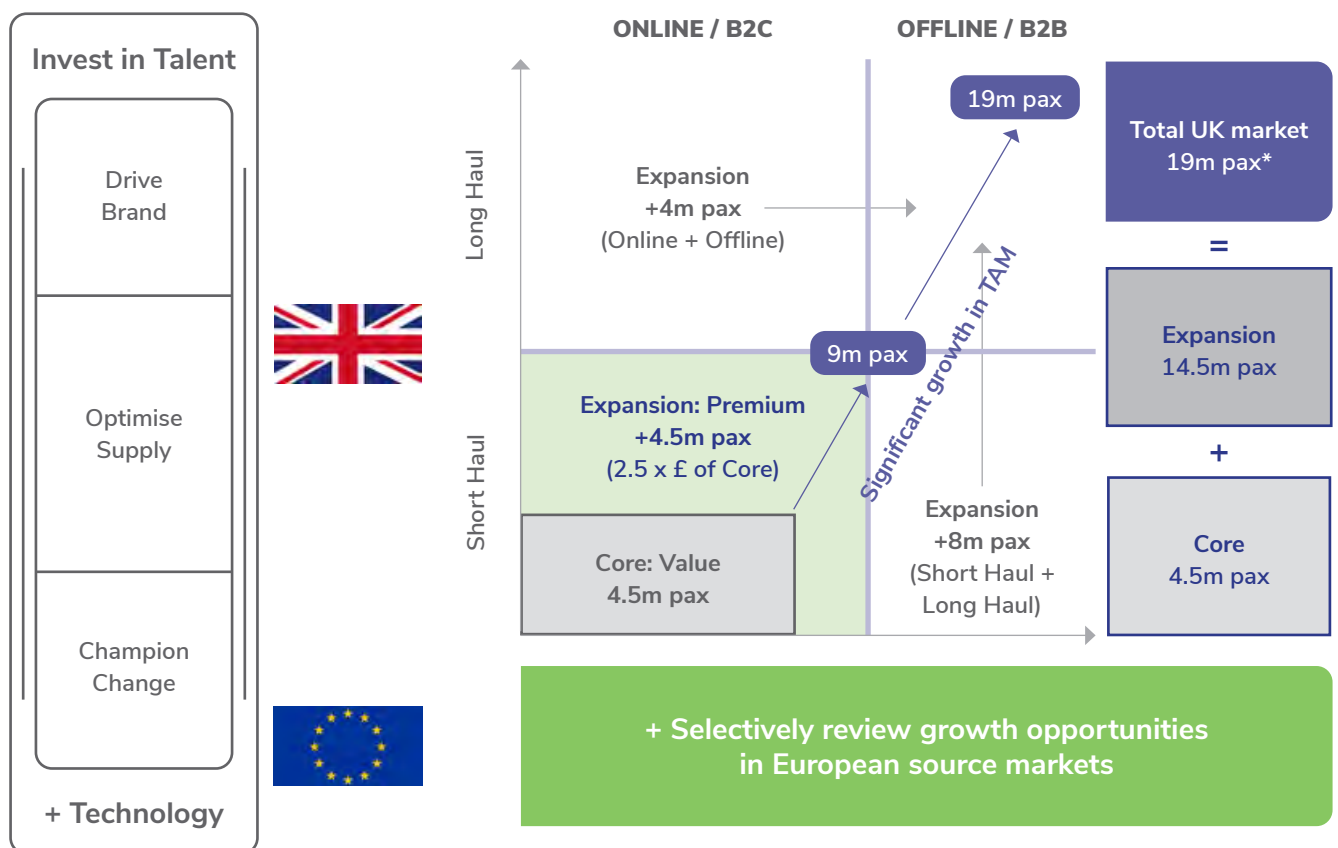 Invest in Talent
Drive
Brand
Optimise
Supply
Champion
Change
+ Technology
ONLINE / B2C
OFFLINE / B2B
Long Haul
Short Haul
Expansion
+4m pax
(Online + Offline)
19m pax
9m pax
Significant growth in TAM
Expansion: Premium
+4.5m pax
(2.5 x £ of Core)
Core: Value
4.5m pax
Expansion
+8m pax
(Short Haul +
Long Haul)
Total UK market
19m pax*
=
Expansion
14.5m pax
+
Core
4.5m pax
+ Selectively review growth opportunities
in European source markets